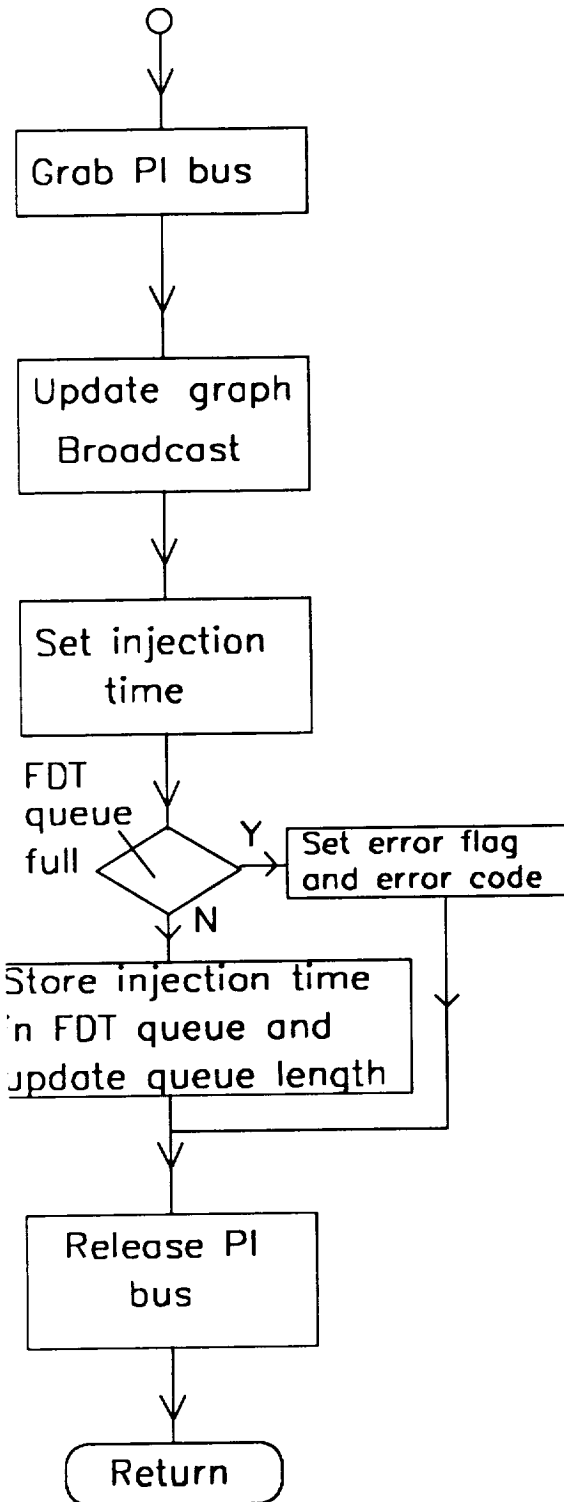 Grab PI bus
Update graph
Broadcast
Set injection
time
FDT
queue
full
Y
Set error flag
and error code
N
Store injection time
n FDT queue and
update queue length
Release PI
bus
Return